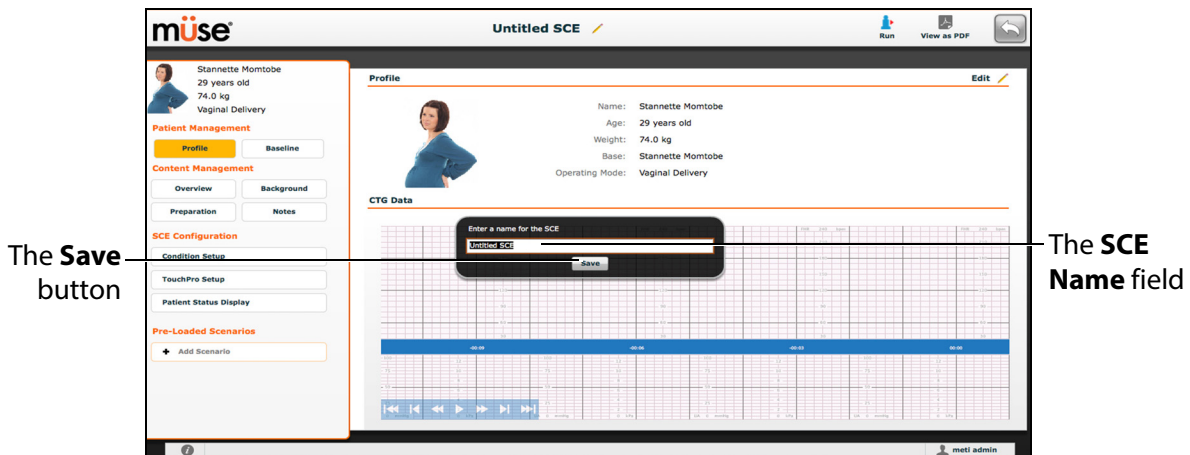 müse
Untitled SCE
Run
View as PDF
Stannette Momtobe
29 years old
74.0 kg
Vaginal Delivery
Patient Management
Profile
Baseline
Content Management
Overview
Background
Preparation
Notes
SCE Configuration
Condition Setup
TouchPro Setup
Patient Status Display
Pre-Loaded Scenarios
+ Add Scenario
Profile
Edit
Name: Stannette Momtobe
Age: 29 years old
Weight: 74.0 kg
Base: Stannette Momtobe
Operating Mode: Vaginal Delivery
CTG Data
Enter a name for the SCE
Untitled SCE
Save
-00:09
-00:06
-00:03
00:00
meti admin
The Save
button
The SCE
Name field